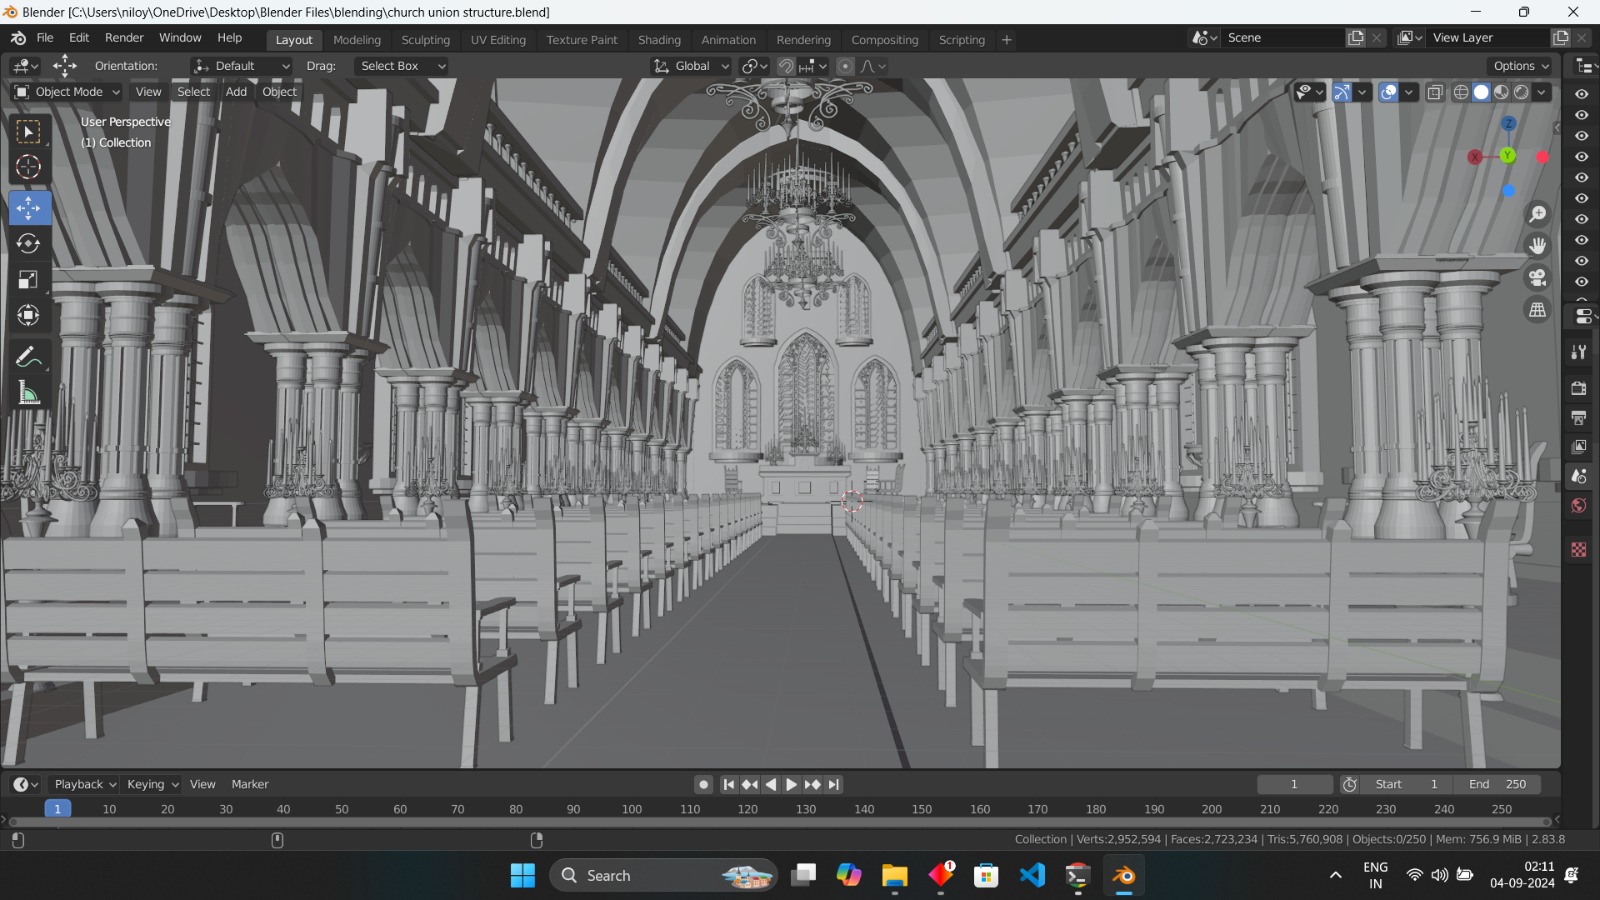 Blender [C:\Users\niloy\OneDrive\Desktop\Blender Files\blending\church union structure.blend]
File Edit Render Window Help Layout Modeling Sculpting UV Editing Texture Paint Shading Animation Rendering Compositing Scripting + Scene View Layer
Orientation: Default Drag: Select Box Global Options
Object Mode View Select Add Object
User Perspective
(1) Collection
Z
X Y
Playback Keying View Marker 1 Start 1 End 250
1 10 20 30 40 50 60 70 80 90 100 110 120 130 140 150 160 170 180 190 200 210 220 230 240 250
Collection | Verts:2,952,594 | Faces:2,723,234 | Tris:5,760,908 | Objects:0/250 | Mem: 756.9 MiB | 2.83.8
Search 1 ENG 02:11
IN 04-09-2024